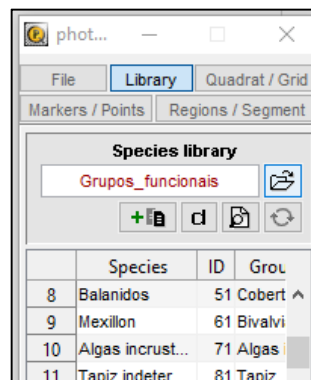 phot...
File Library Quadrat / Grid
Markers / Points Regions / Segment
Species library
Grupos_funcionais
cl
Species ID Grou
8 Balanidos 51 Cobert
9 Mexillon 61 Bivalvi
10 Algas incrust... 71 Algas i
11 Tapiz indeter 81 Tapiz